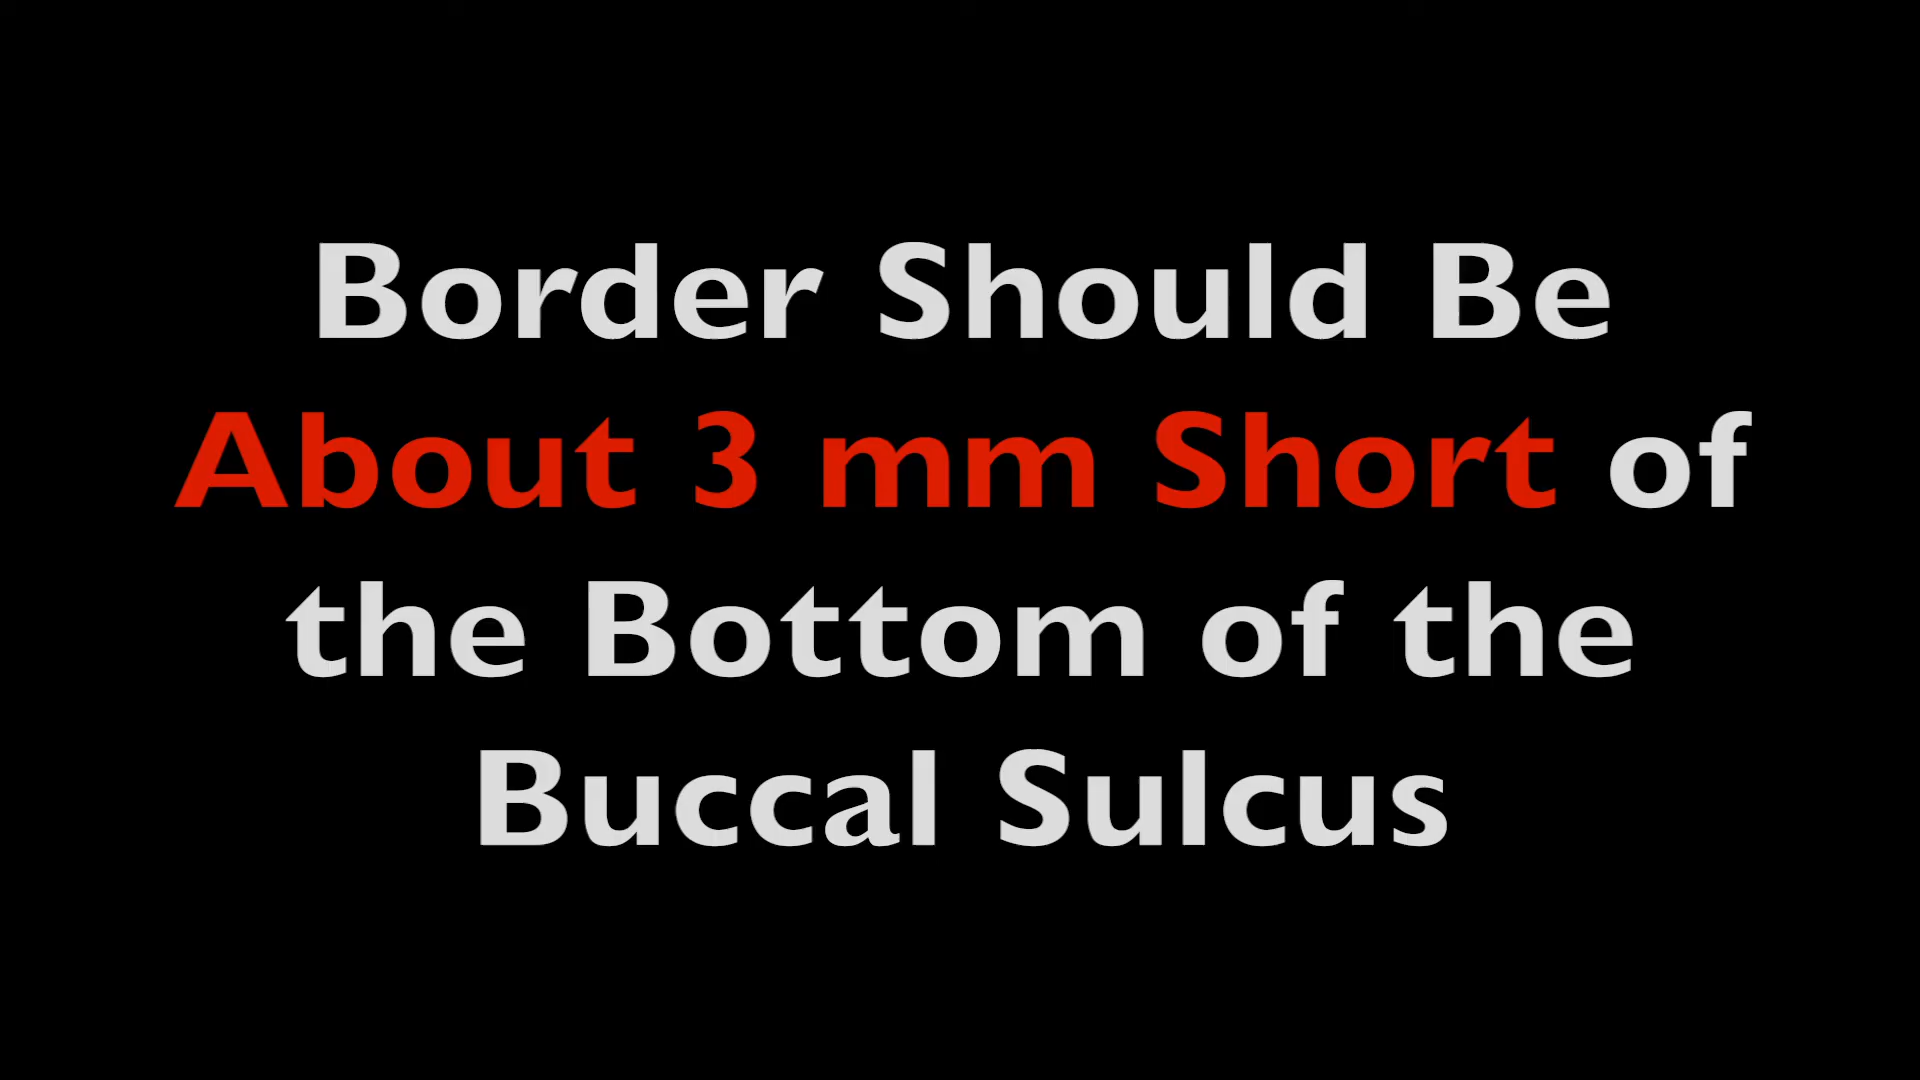 Border Should Be
About 3 mm Short of
the Bottom of the
Buccal Sulcus